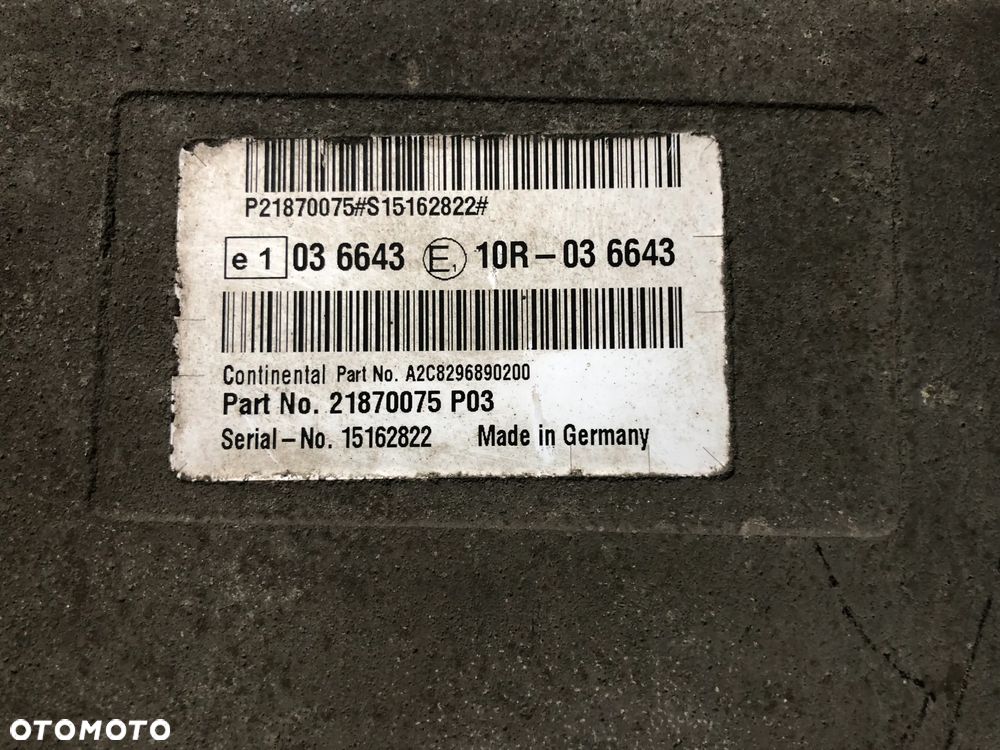 P21870075#S15162822#
e 1 03 6643 E1 10R – 03 6643
Continental Part No. A2C8296890200
Part No. 21870075 P03
Serial – No. 15162822 Made in Germany
OTOMOTO